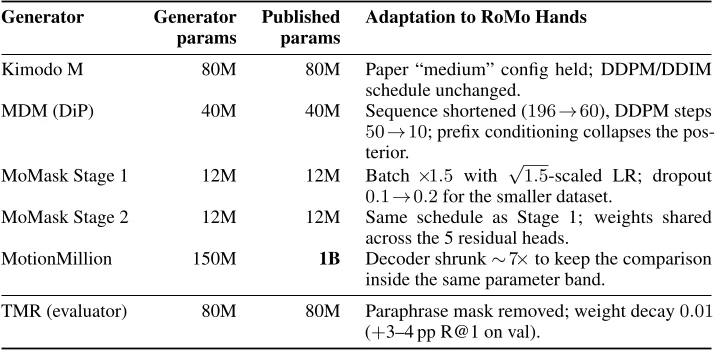 Generator Generator Published Adaptation to RoMo Hands
params params
Kimodo M 80M 80M Paper “medium” config held; DDPM/DDIM
schedule unchanged.
MDM (DiP) 40M 40M Sequence shortened (196→60), DDPM steps
50→10; prefix conditioning collapses the pos-
terior.
MoMask Stage 1 12M 12M Batch ×1.5 with √1.5-scaled LR; dropout
0.1→0.2 for the smaller dataset.
MoMask Stage 2 12M 12M Same schedule as Stage 1; weights shared
across the 5 residual heads.
MotionMillion 150M 1B Decoder shrunk ∼7× to keep the comparison
inside the same parameter band.
TMR (evaluator) 80M 80M Paraphrase mask removed; weight decay 0.01
(+3–4 pp R@1 on val).